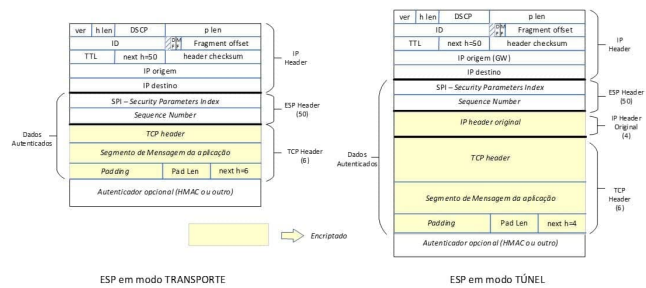 ver h len DSCP p len
ID D F M F Fragment offset
TTL next h=50 header checksum
IP origem
IP destino
IP
Header
SPI – Security Parameters Index
Sequence Number
ESP Header
(50)
Dados
Autenticados
TCP header
Segmento de Mensagem da aplicação
Padding Pad Len next h=6
TCP Header
(6)
Autenticador opcional (HMAC ou outro)
Encriptado
ESP em modo TRANSPORTE
ver h len DSCP p len
ID D F M F Fragment offset
TTL next h=50 header checksum
IP origem (GW)
IP destino
IP
Header
SPI – Security Parameters Index
Sequence Number
ESP Header
(50)
IP header original
IP Header
Original
(4)
Dados
Autenticados
TCP header
Segmento de Mensagem da aplicação
Padding Pad Len next h=4
TCP
Header
(6)
Autenticador opcional (HMAC ou outro)
ESP em modo TÚNEL